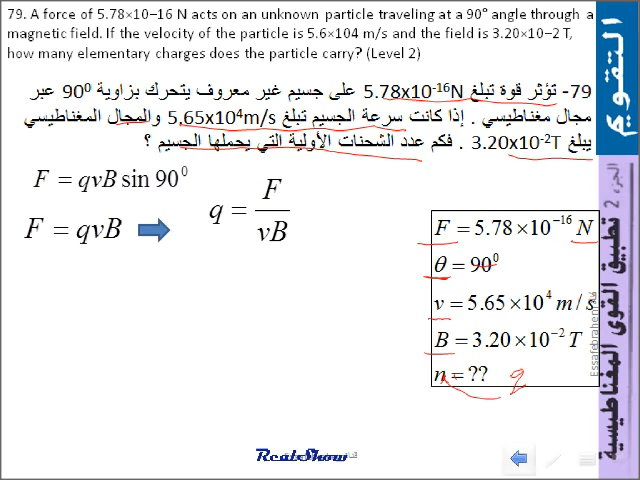 79. A force of 5.78×10−16 N acts on an unknown particle traveling at a 90° angle through a
magnetic field. If the velocity of the particle is 5.6×104 m/s and the field is 3.20×10−2 T,
how many elementary charges does the particle carry? (Level 2)
79- تؤثر قوة تبلغ 5.78x10-16N على جسيم غير معروف يتحرك بزاوية 900 عبر
مجال مغناطيسي . إذا كانت سرعة الجسيم تبلغ 5.65x104m/s والمجال المغناطيسي
يبلغ 3.20x10-2T . فكم عدد الشحنات الأولية التي يحملها الجسيم ؟
F = qvB sin 90⁰
F = qvB
q = F / vB
F = 5.78 × 10⁻¹⁶ N
θ = 90⁰
v = 5.65 × 10⁴ m / s
B = 3.20 × 10⁻² T
n = ??
q
التقويم
الجزء 2 تطبيق القوى المغناطيسية
RealShow